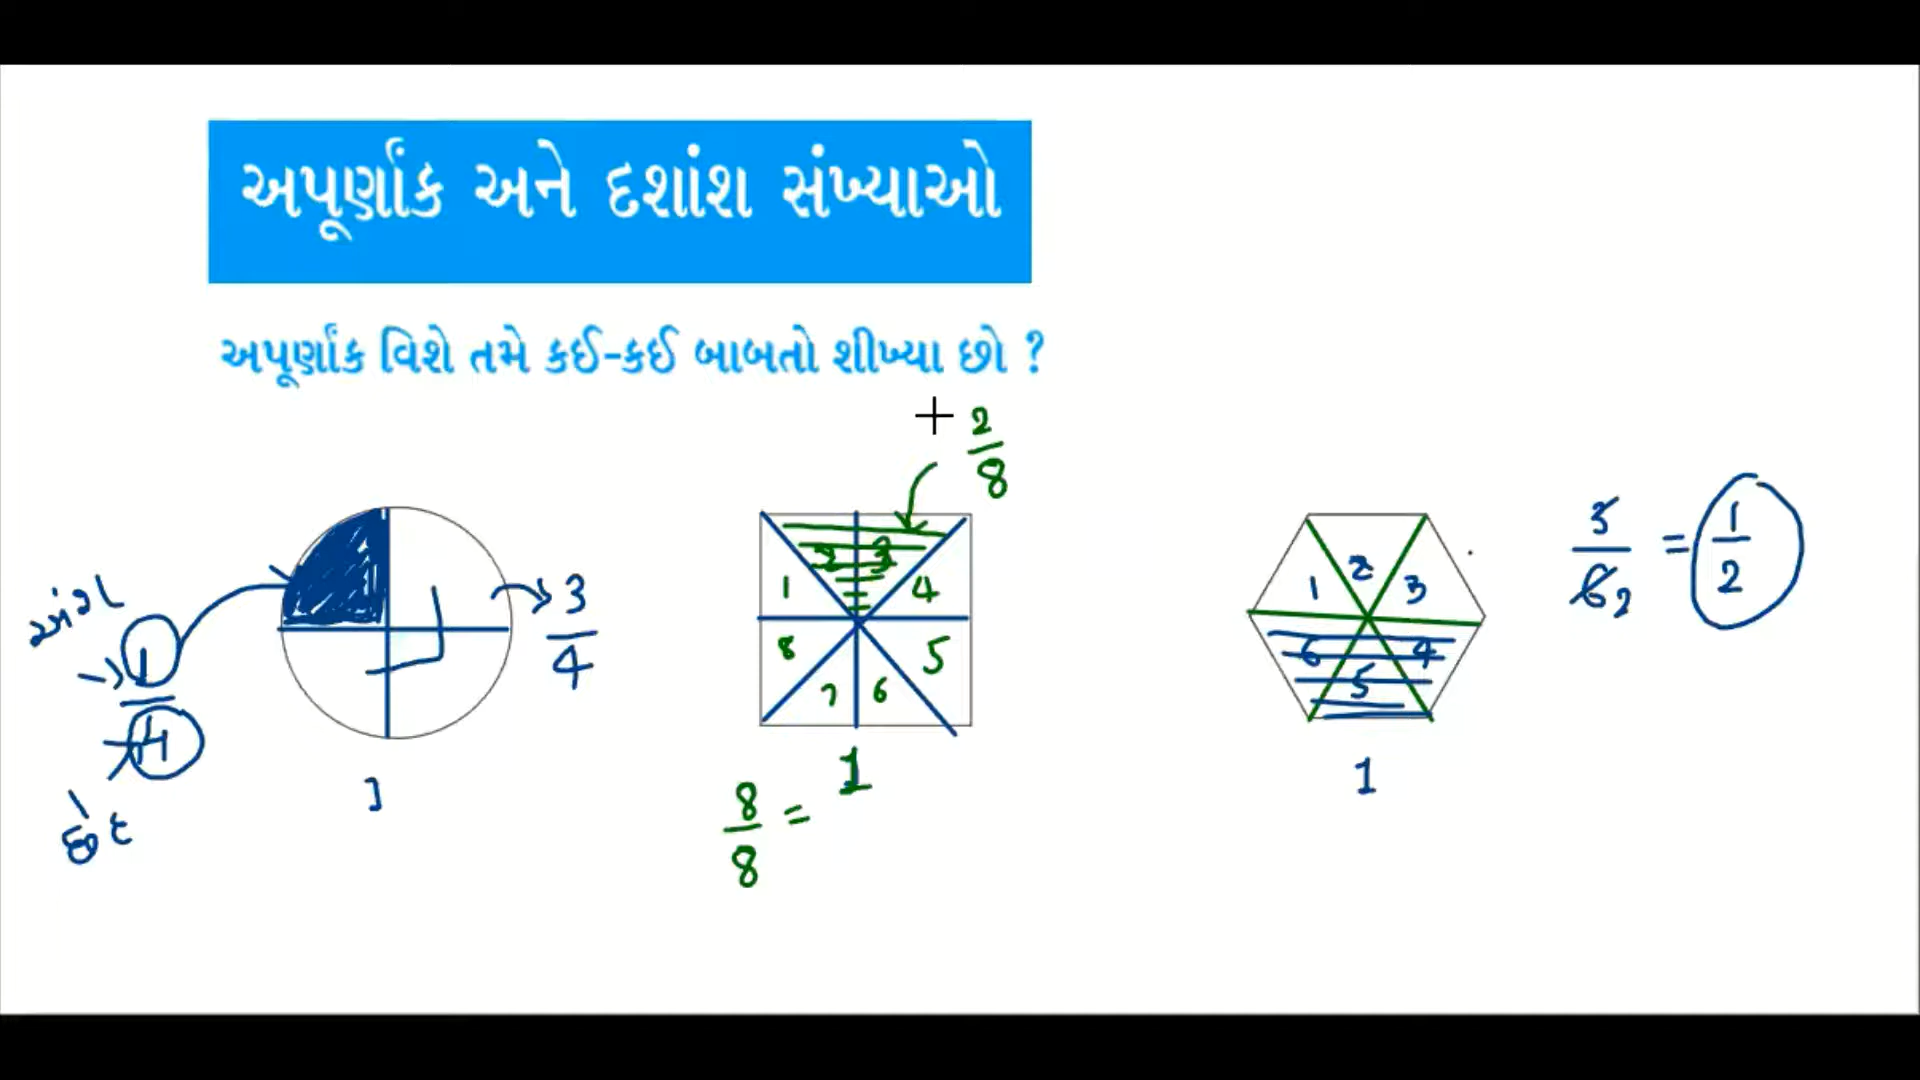 અપૂર્ણાંક અને દશાંશ સંખ્યાઓ
અપૂર્ણાંક વિશે તમે કઈ-કઈ બાબતો શીખ્યા છો ?
2/8
અંશ
1/4
છેદ
3/4
1
1 2 3 4
8 7 6 5
1
8/8 =
1 2 3
6 5 4
1
3/6 2 = 1/2